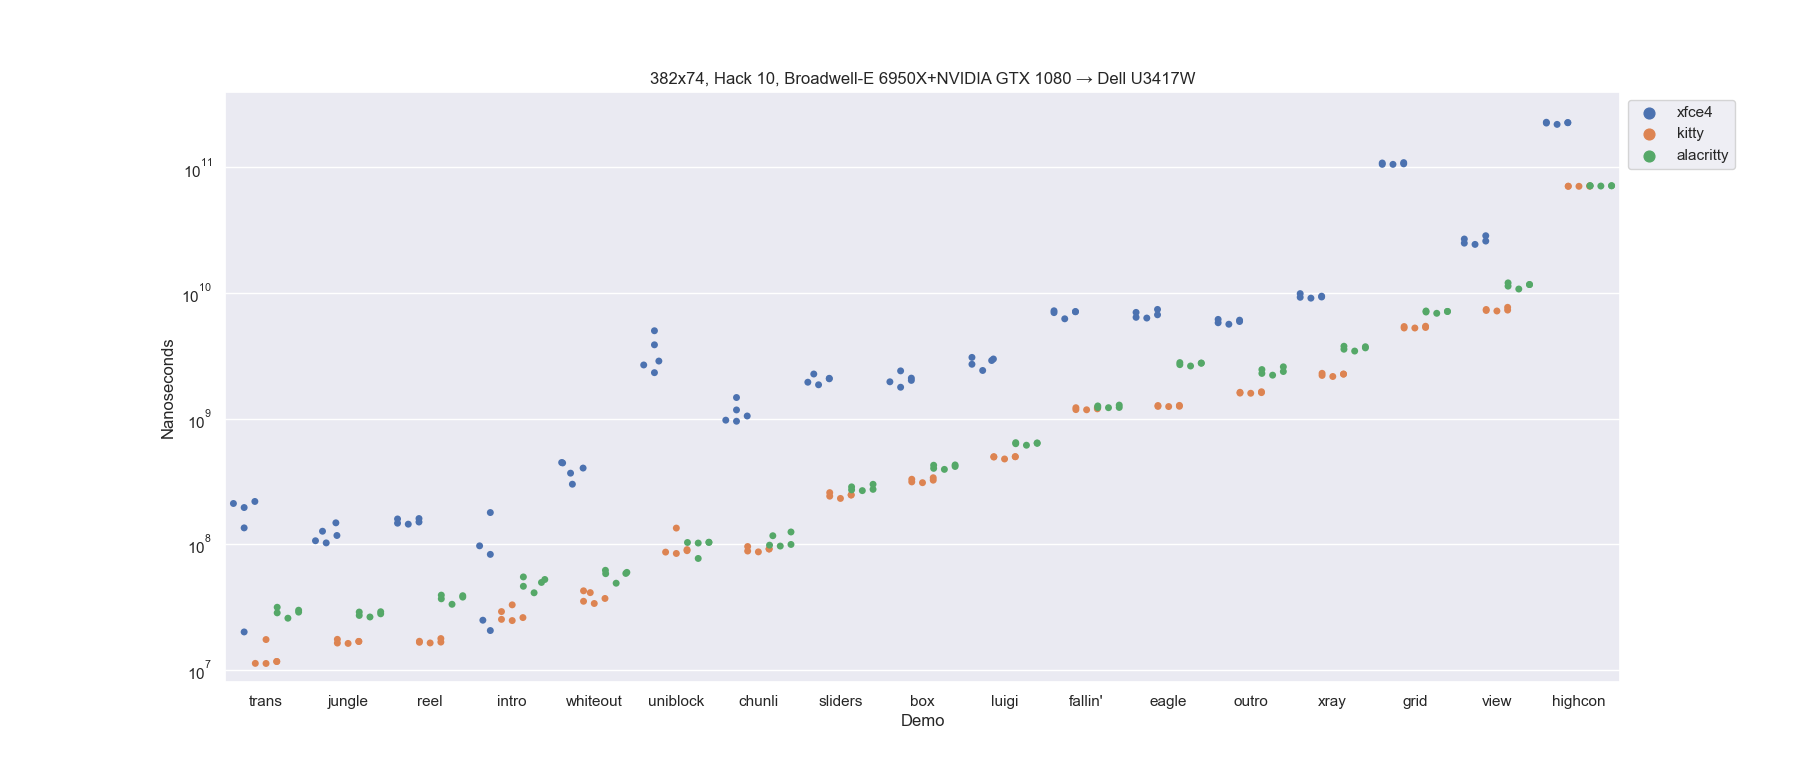 382x74, Hack 10, Broadwell-E 6950X+NVIDIA GTX 1080 → Dell U3417W
xfce4
kitty
alacritty
10^11
10^10
10^9
10^8
10^7
Nanoseconds
trans jungle reel intro whiteout uniblock chunli sliders box luigi fallin' eagle outro xray grid view highcon
Demo